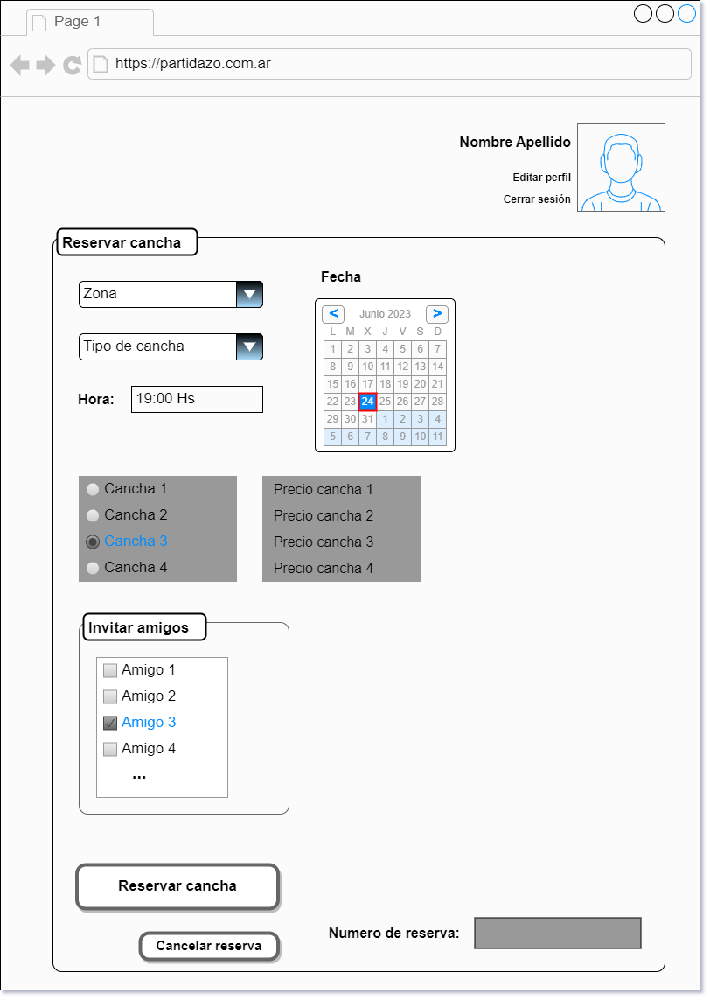 Page 1
https://partidazo.com.ar
Nombre Apellido
Editar perfil
Cerrar sesión
Reservar cancha
Zona
Tipo de cancha
Hora: 19:00 Hs
Fecha
< Junio 2023 >
L M X J V S D
1 2 3 4 5 6 7
8 9 10 11 12 13 14
15 16 17 18 19 20 21
22 23 24 25 26 27 28
29 30 31 1 2 3 4
5 6 7 8 9 10 11
Cancha 1
Cancha 2
Cancha 3
Cancha 4
Precio cancha 1
Precio cancha 2
Precio cancha 3
Precio cancha 4
Invitar amigos
Amigo 1
Amigo 2
Amigo 3
Amigo 4
...
Reservar cancha
Cancelar reserva
Numero de reserva: